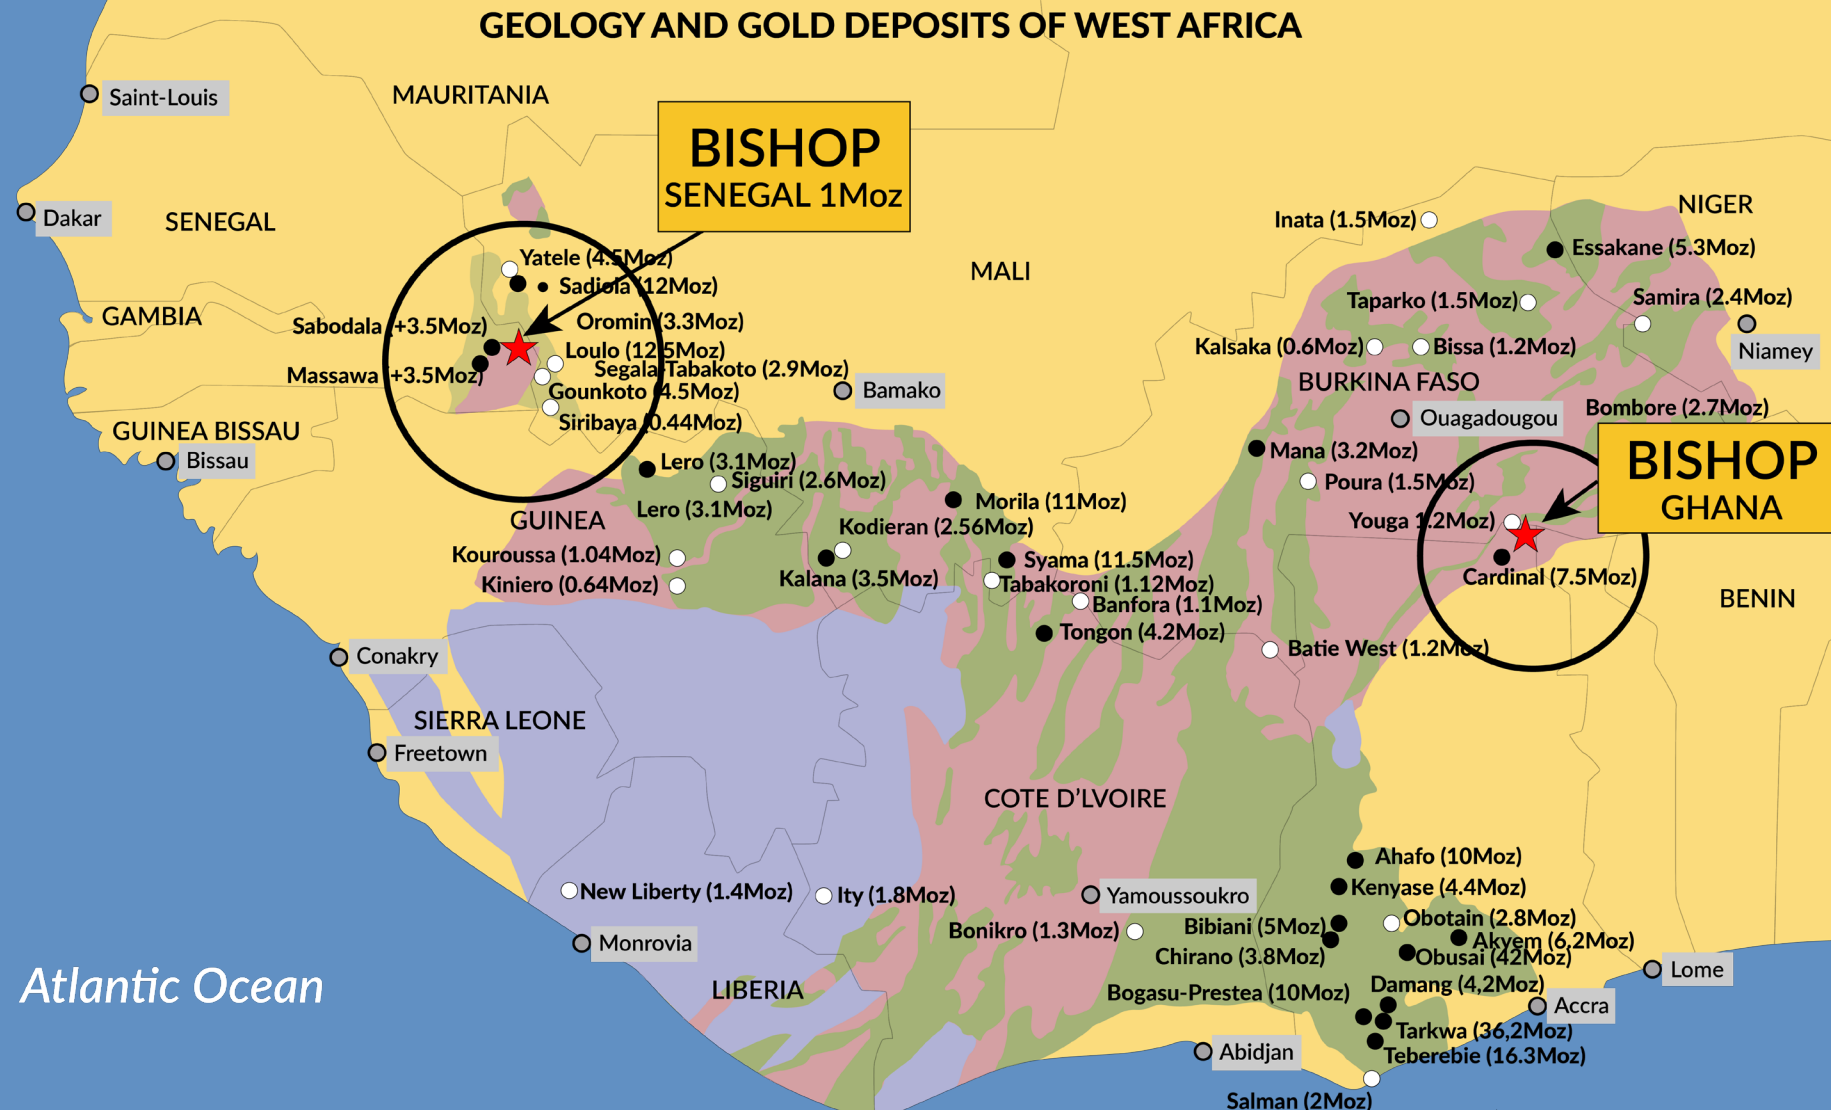 GEOLOGY AND GOLD DEPOSITS OF WEST AFRICA
Saint-Louis
MAURITANIA
BISHOP
SENEGAL 1Moz
Dakar
SENEGAL
NIGER
Inata (1.5Moz)
Essakane (5.3Moz)
Yatele (4.5Moz)
MALI
Sadiola (12Moz)
Taparko (1.5Moz)
Samira (2.4Moz)
GAMBIA
Sabodala (+3.5Moz)
Oromin (3.3Moz)
Kalsaka (0.6Moz)
Bissa (1.2Moz)
Niamey
Loulo (12.5Moz)
Massawa (+3.5Moz)
Segala-Tabakoto (2.9Moz)
BURKINA FASO
Gounkoto (4.5Moz)
Bamako
Bombore (2.7Moz)
Siribaya (0.44Moz)
Ouagadougou
GUINEA BISSAU
Bissau
Lero (3.1Moz)
Mana (3.2Moz)
BISHOP
GHANA
Siguiri (2.6Moz)
Poura (1.5Moz)
Lero (3.1Moz)
Morila (11Moz)
GUINEA
Kodieran (2.56Moz)
Youga 1.2Moz)
Kouroussa (1.04Moz)
Syama (11.5Moz)
Kiniero (0.64Moz)
Kalana (3.5Moz)
Tabakoroni (1.12Moz)
Cardinal (7.5Moz)
Banfora (1.1Moz)
BENIN
Tongon (4.2Moz)
Conakry
Batie West (1.2Moz)
SIERRA LEONE
Freetown
COTE D'LVOIRE
Ahafo (10Moz)
New Liberty (1.4Moz)
Ity (1.8Moz)
Yamoussoukro
Kenyase (4.4Moz)
Bonikro (1.3Moz)
Bibiani (5Moz)
Obotain (2.8Moz)
Monrovia
Akyem (6.2Moz)
Chirano (3.8Moz)
Obusai (42Moz)
Lome
Atlantic Ocean
LIBERIA
Bogasu-Prestea (10Moz)
Damang (4,2Moz)
Accra
Tarkwa (36,2Moz)
Abidjan
Teberebie (16.3Moz)
Salman (2Moz)